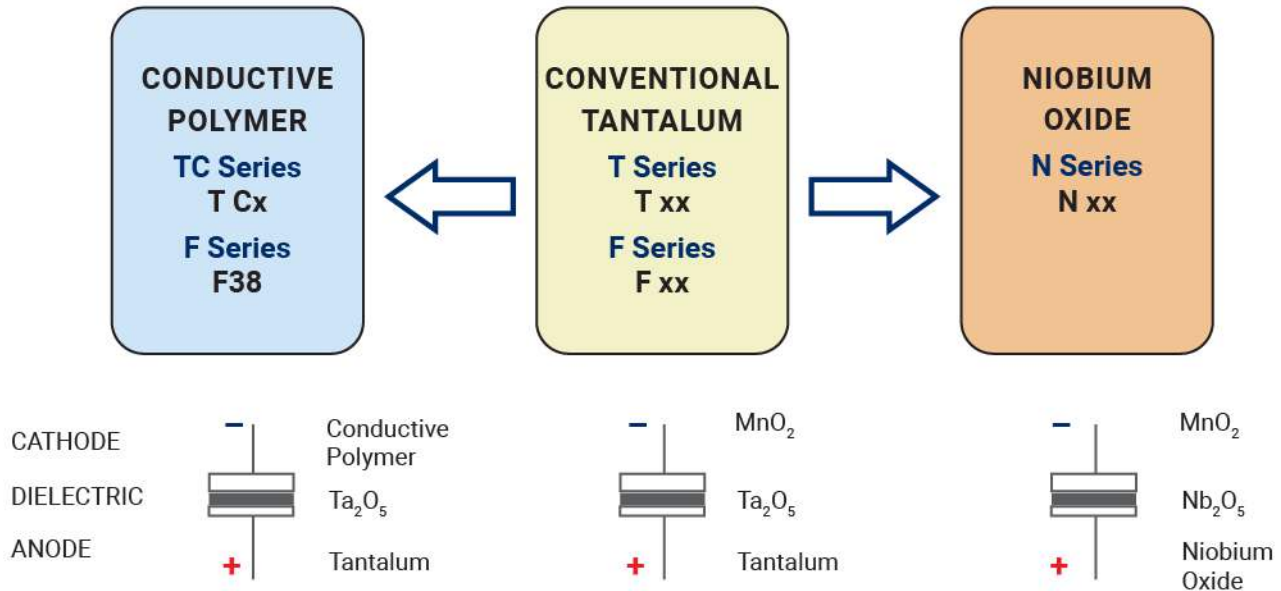 CONDUCTIVE
POLYMER
TC Series
T Cx
F Series
F38
CONVENTIONAL
TANTALUM
T Series
T xx
F Series
F xx
NIOBIUM
OXIDE
N Series
N xx
CATHODE
– Conductive
Polymer
– MnO₂
– MnO₂
DIELECTRIC
Ta₂O₅
Ta₂O₅
Nb₂O₅
ANODE
+ Tantalum
+ Tantalum
+ Niobium
Oxide